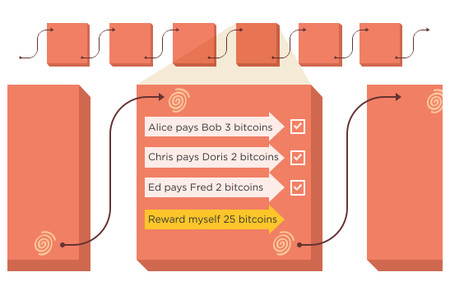 Alice pays Bob 3 bitcoins
Chris pays Doris 2 bitcoins
Ed pays Fred 2 bitcoins
Reward myself 25 bitcoins